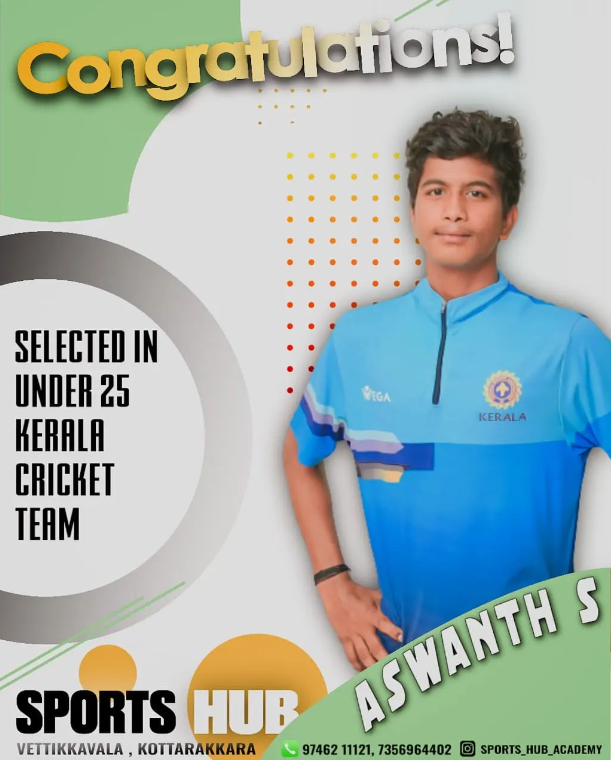 Congratulations!
SELECTED IN
UNDER 25
KERALA
CRICKET
TEAM
VEGA
KERALA
ASWANTH S
SPORTS HUB
VETTIKKAVALA , KOTTARAKKARA
97462 11121, 7356964402 SPORTS_HUB_ACADEMY